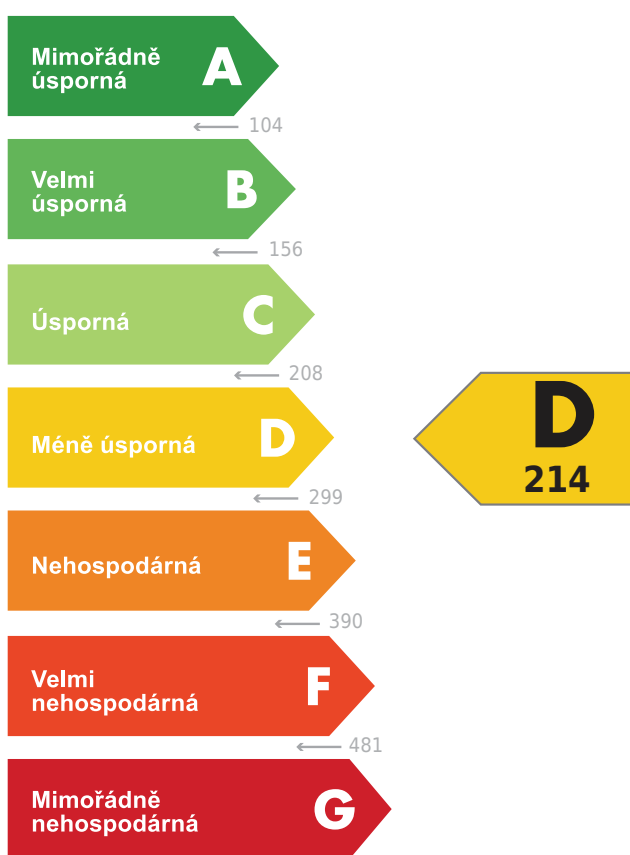 Mimořádně
úsporná
A
104
Velmi
úsporná
B
156
Úsporná
C
208
Méně úsporná
D
299
D
214
Nehospodárná
E
390
Velmi
nehospodárná
F
481
Mimořádně
nehospodárná
G